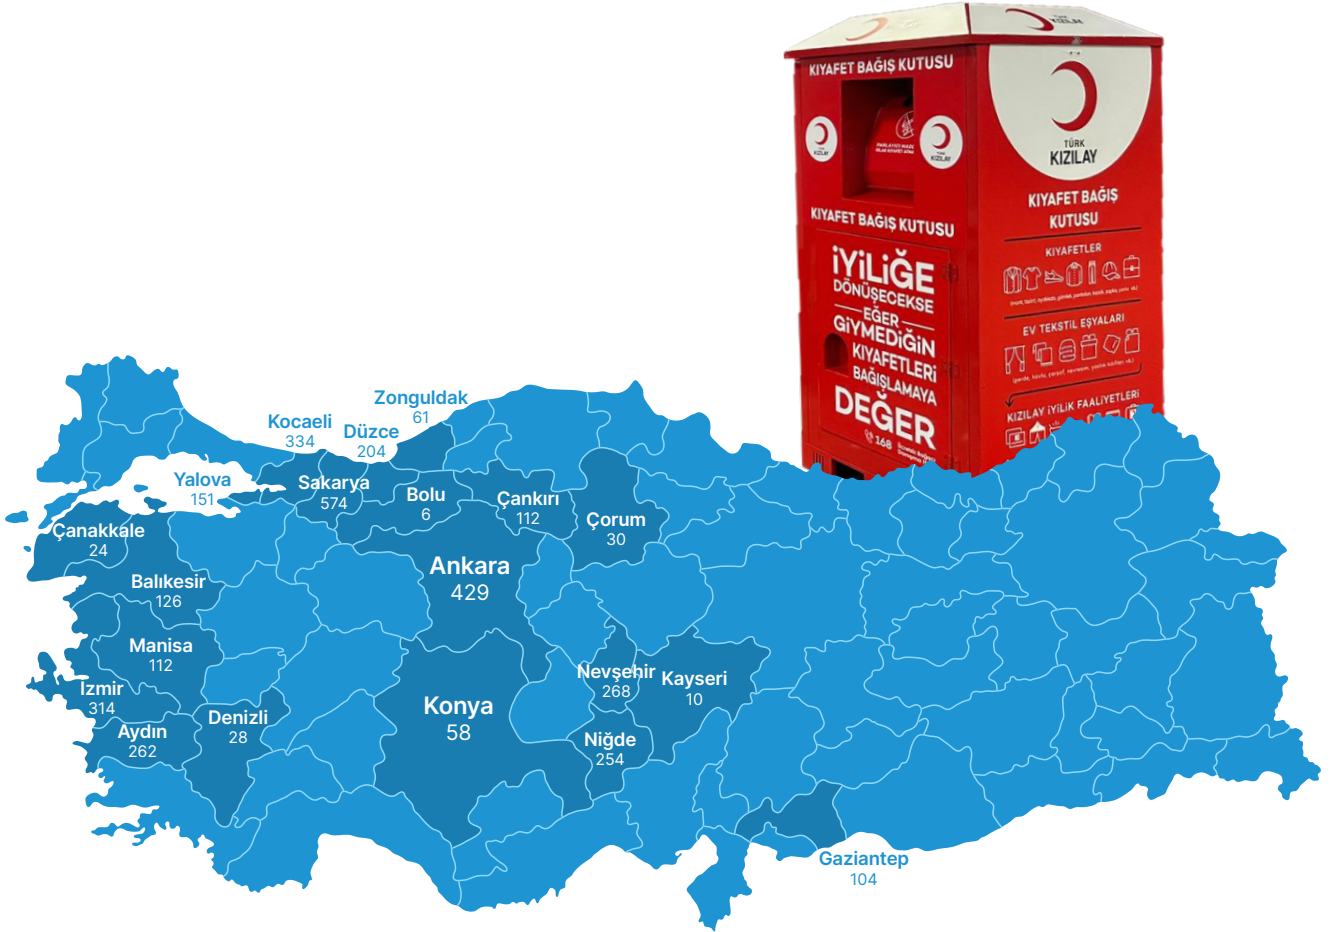 KIZILAY
KIYAFET BAĞIŞ KUTUSU
TÜRK
KIZILAY
KIZILAY
KIZILAY
KIYAFET BAĞIŞ KUTUSU
KIYAFET BAĞIŞ
KUTUSU
KIYAFETLER
İYİLİĞE
DÖNÜŞECEKSE
EĞER
GİYMEDİĞİN
KIYAFETLERİ
BAĞIŞLAMAYA
DEĞER
168
EV TEKSTİL EŞYALARI
KIZILAY İYİLİK FAALİYETLERİ
Zonguldak
61
Kocaeli
334
Düzce
204
Yalova
151
Sakarya
574
Bolu
6
Çankırı
112
Çorum
30
Çanakkale
24
Ankara
429
Balıkesir
126
Manisa
112
Nevşehir
268
Kayseri
10
İzmir
314
Konya
58
Denizli
28
Aydın
262
Niğde
254
Gaziantep
104